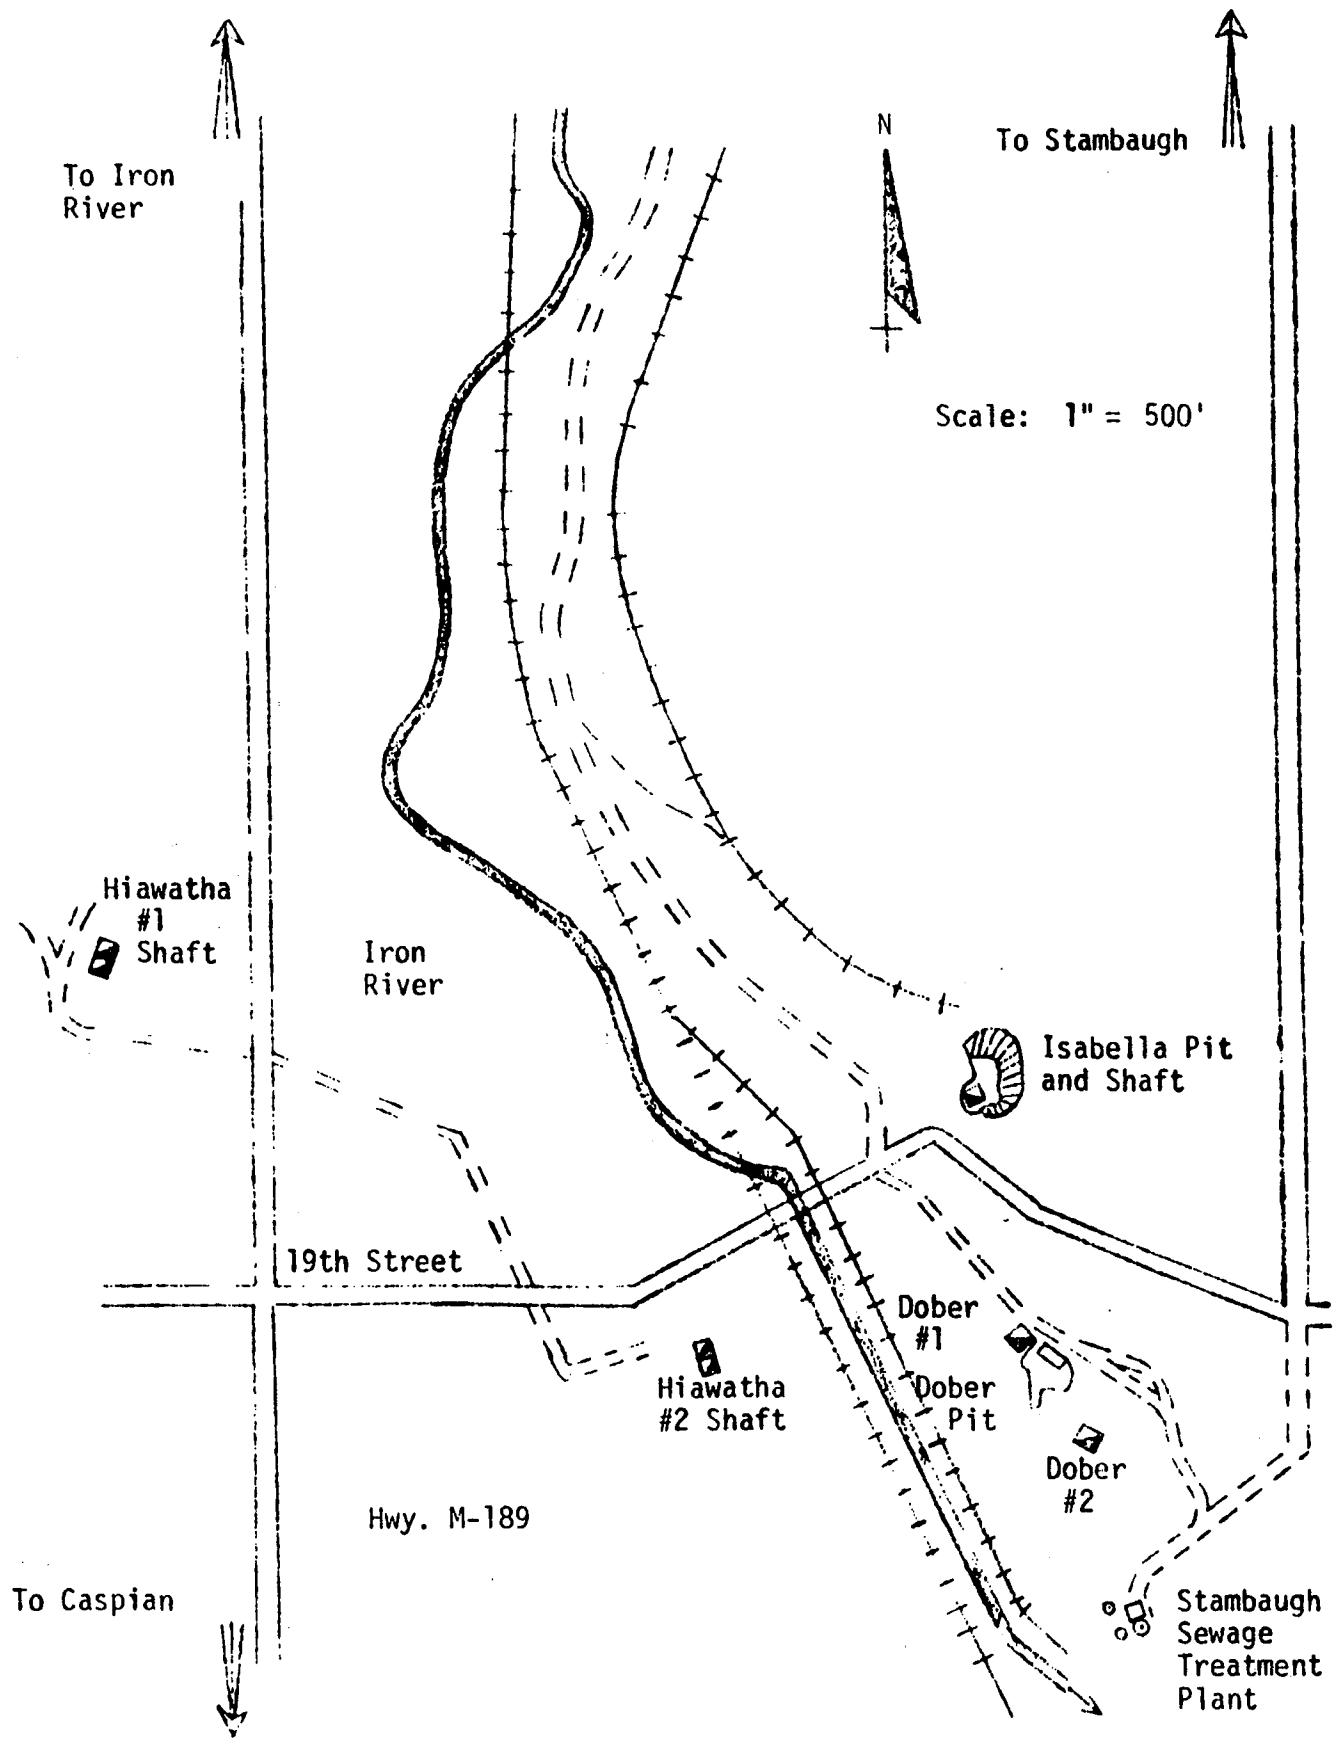 N
To Stambaugh
To Iron
River
Scale: 1" = 500'
Hiawatha
#1
Shaft
Iron
River
Isabella Pit
and Shaft
19th Street
Dober
#1
Dober
Pit
Hiawatha
#2 Shaft
Dober
#2
Hwy. M-189
To Caspian
Stambaugh
Sewage
Treatment
Plant